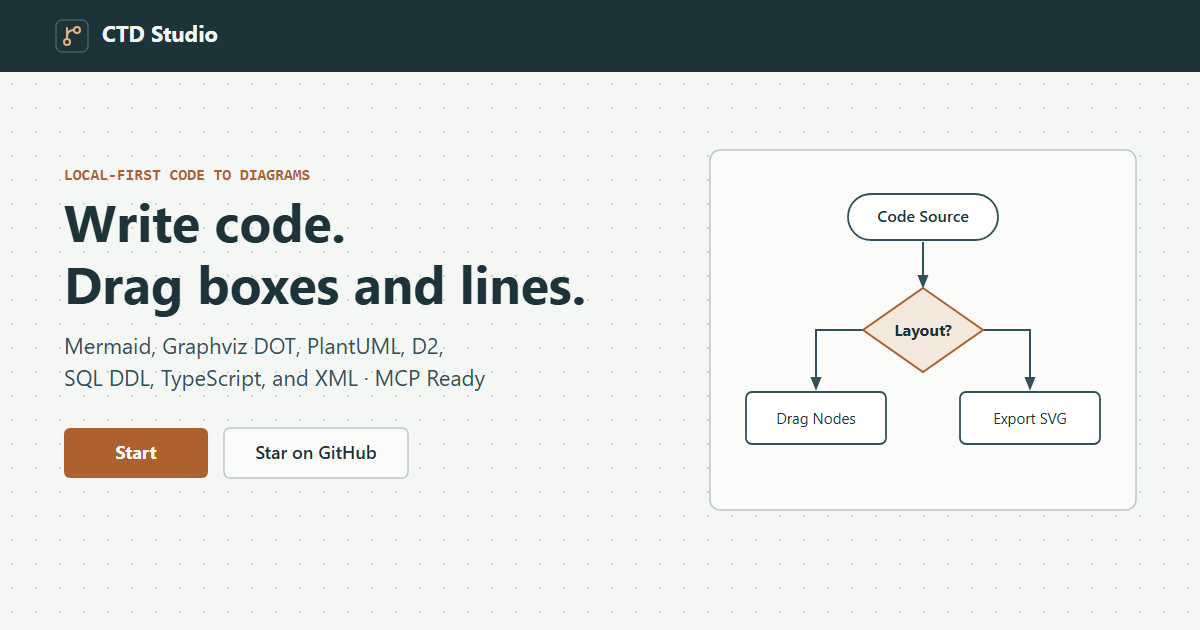 CTD Studio
LOCAL-FIRST CODE TO DIAGRAMS
Write code.
Drag boxes and lines.
Mermaid, Graphviz DOT, PlantUML, D2,
SQL DDL, TypeScript, and XML · MCP Ready
Start
Star on GitHub
Code Source
Layout?
Drag Nodes
Export SVG